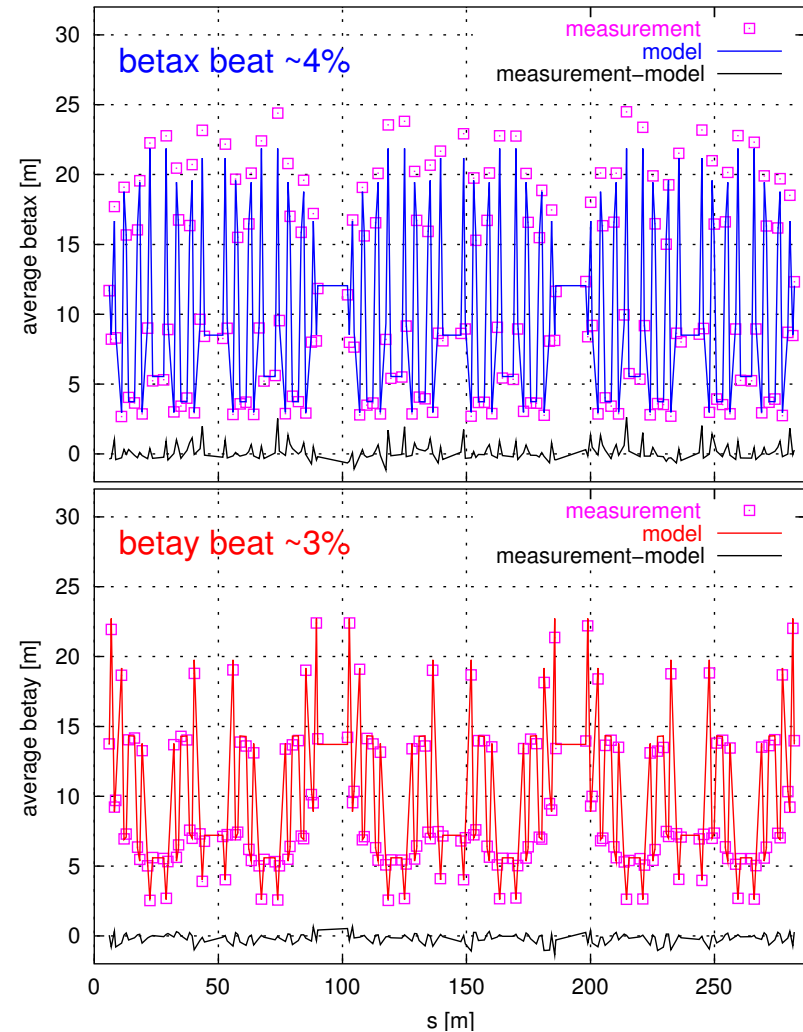 30
25
20
15
10
5
0
average betax [m]
betax beat ~4%
measurement
model
measurement−model
30
25
20
15
10
5
0
average betay [m]
betay beat ~3%
measurement
model
measurement−model
0 50 100 150 200 250
s [m]